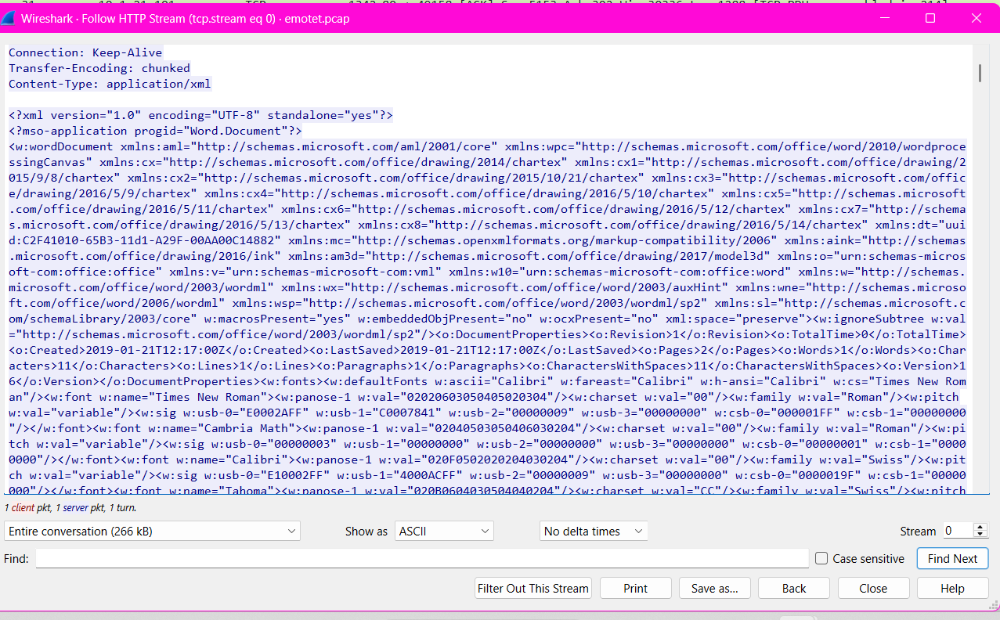 Wireshark · Follow HTTP Stream (tcp.stream eq 0) · emotet.pcap
Connection: Keep-Alive
Transfer-Encoding: chunked
Content-Type: application/xml
<?xml version="1.0" encoding="UTF-8" standalone="yes"?>
<?mso-application progid="Word.Document"?>
<w:wordDocument xmlns:aml="http://schemas.microsoft.com/aml/2001/core" xmlns:wpc="http://schemas.microsoft.com/office/word/2010/wordproce
ssingCanvas" xmlns:cx="http://schemas.microsoft.com/office/drawing/2014/chartex" xmlns:cx1="http://schemas.microsoft.com/office/drawing/2
015/9/8/chartex" xmlns:cx2="http://schemas.microsoft.com/office/drawing/2015/10/21/chartex" xmlns:cx3="http://schemas.microsoft.com/offic
e/drawing/2016/5/9/chartex" xmlns:cx4="http://schemas.microsoft.com/office/drawing/2016/5/10/chartex" xmlns:cx5="http://schemas.microsoft
.com/office/drawing/2016/5/11/chartex" xmlns:cx6="http://schemas.microsoft.com/office/drawing/2016/5/12/chartex" xmlns:cx7="http://schema
s.microsoft.com/office/drawing/2016/5/13/chartex" xmlns:cx8="http://schemas.microsoft.com/office/drawing/2016/5/14/chartex" xmlns:dt="uui
d:C2F41010-65B3-11d1-A29F-00AA00C14882" xmlns:mc="http://schemas.openxmlformats.org/markup-compatibility/2006" xmlns:aink="http://schemas
.microsoft.com/office/drawing/2016/ink" xmlns:am3d="http://schemas.microsoft.com/office/drawing/2017/model3d" xmlns:o="urn:schemas-micros
oft-com:office:office" xmlns:v="urn:schemas-microsoft-com:vml" xmlns:w10="urn:schemas-microsoft-com:office:word" xmlns:w="http://schemas.
microsoft.com/office/word/2003/wordml" xmlns:wx="http://schemas.microsoft.com/office/word/2003/auxHint" xmlns:wne="http://schemas.microso
ft.com/office/word/2006/wordml" xmlns:wsp="http://schemas.microsoft.com/office/word/2003/wordml/sp2" xmlns:sl="http://schemas.microsoft.c
om/schemaLibrary/2003/core" w:macrosPresent="yes" w:embeddedObjPresent="no" w:ocxPresent="no" xml:space="preserve"><w:ignoreSubtree w:val
="http://schemas.microsoft.com/office/word/2003/wordml/sp2"/><o:DocumentProperties><o:Revision>1</o:Revision><o:TotalTime>0</o:TotalTime>
<o:Created>2019-01-21T12:17:00Z</o:Created><o:LastSaved>2019-01-21T12:17:00Z</o:LastSaved><o:Pages>2</o:Pages><o:Words>1</o:Words><o:Char
acters>11</o:Characters><o:Lines>1</o:Lines><o:Paragraphs>1</o:Paragraphs><o:CharactersWithSpaces>11</o:CharactersWithSpaces><o:Version>1
6</o:Version></o:DocumentProperties><w:fonts><w:defaultFonts w:ascii="Calibri" w:fareast="Calibri" w:h-ansi="Calibri" w:cs="Times New Rom
an"/><w:font w:name="Times New Roman"><w:panose-1 w:val="02020603050405020304"/><w:charset w:val="00"/><w:family w:val="Roman"/><w:pitch
w:val="variable"/><w:sig w:usb-0="E0002AFF" w:usb-1="C0007841" w:usb-2="00000009" w:usb-3="00000000" w:csb-0="000001FF" w:csb-1="00000000
"/></w:font><w:font w:name="Cambria Math"><w:panose-1 w:val="02040503050406030204"/><w:charset w:val="00"/><w:family w:val="Roman"/><w:pi
tch w:val="variable"/><w:sig w:usb-0="00000003" w:usb-1="00000000" w:usb-2="00000000" w:usb-3="00000000" w:csb-0="00000001" w:csb-1="0000
0000"/></w:font><w:font w:name="Calibri"><w:panose-1 w:val="020F0502020204030204"/><w:charset w:val="00"/><w:family w:val="Swiss"/><w:pit
ch w:val="variable"/><w:sig w:usb-0="E10002FF" w:usb-1="4000ACFF" w:usb-2="00000009" w:usb-3="00000000" w:csb-0="0000019F" w:csb-1="00000
000"/></w:font><w:font w:name="Tahoma"><w:panose-1 w:val="020B0604030504040204"/><w:charset w:val="CC"/><w:family w:val="Swiss"/><w:pitch
1 client pkt, 1 server pkt, 1 turn.
Entire conversation (266 kB) Show as ASCII No delta times Stream 0
Find: Case sensitive Find Next
Filter Out This Stream Print Save as... Back Close Help